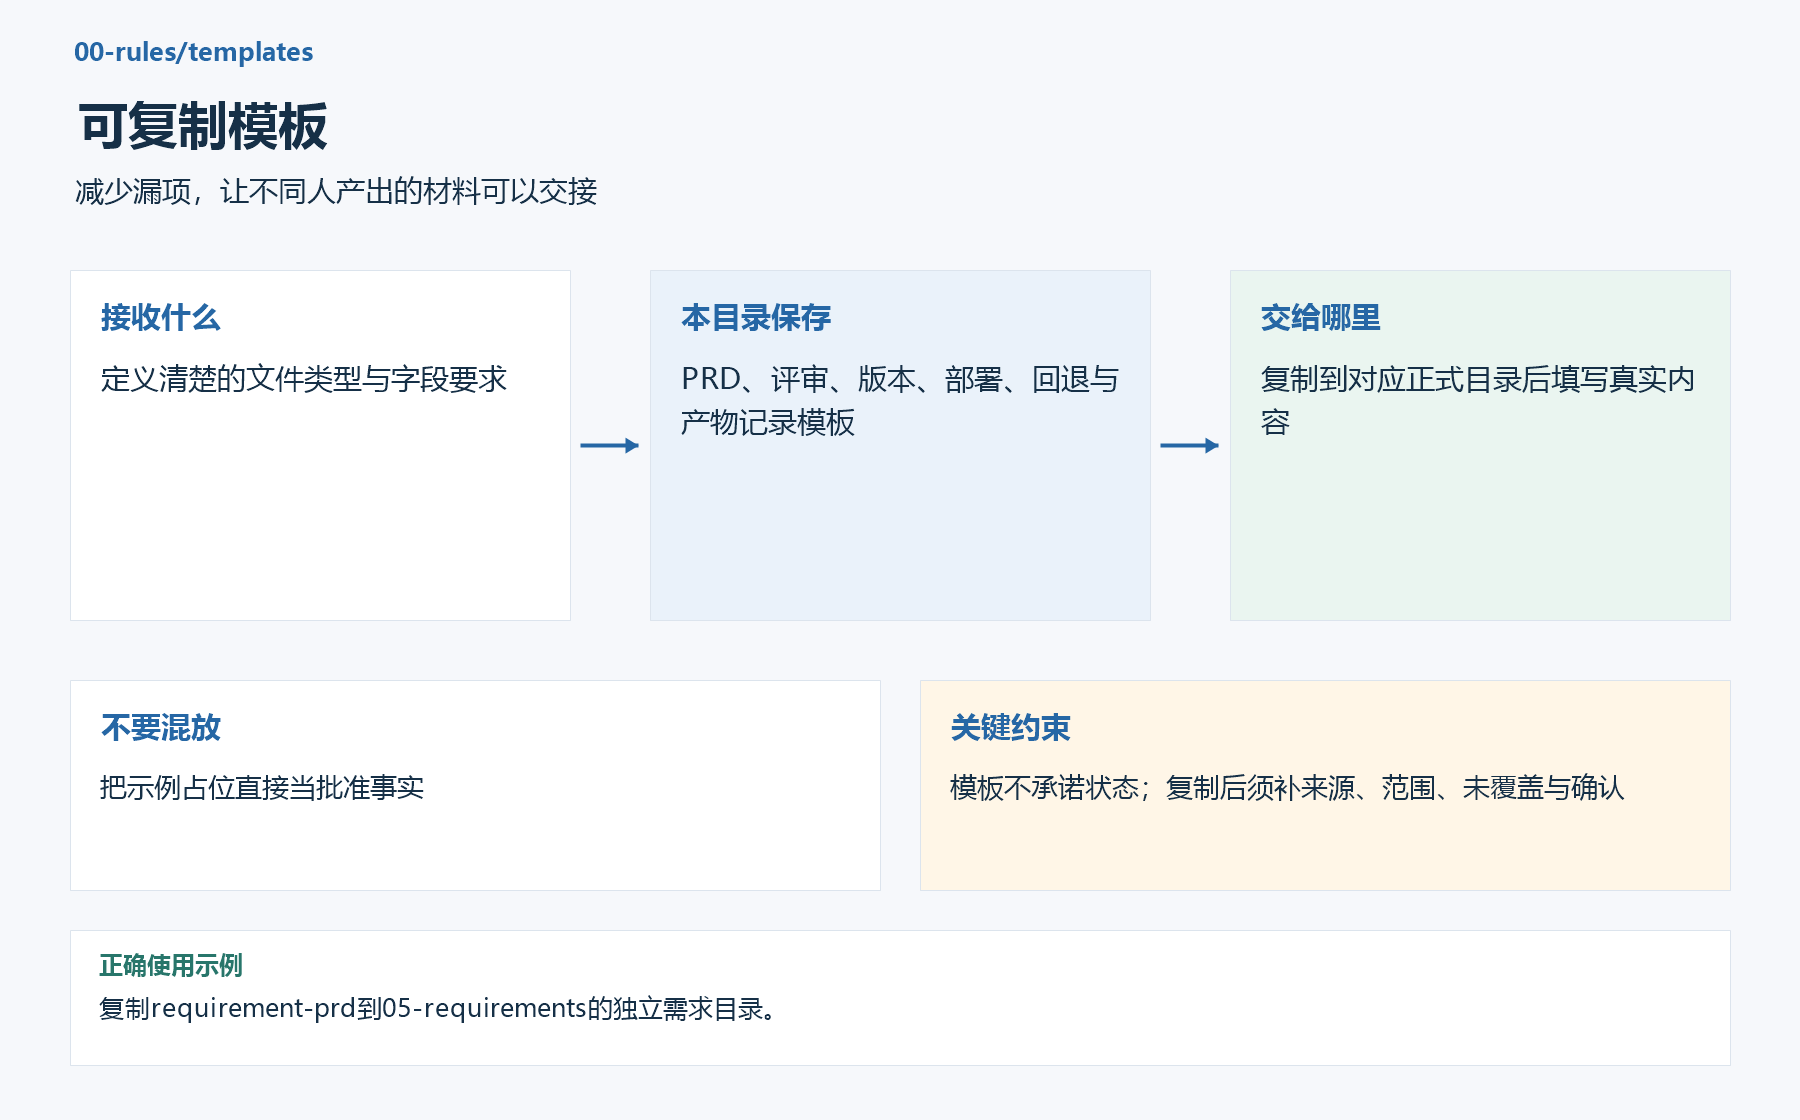 00-rules/templates
可复制模板
减少漏项，让不同人产出的材料可以交接
接收什么
定义清楚的文件类型与字段要求
本目录保存
PRD、评审、版本、部署、回退与
产物记录模板
交给哪里
复制到对应正式目录后填写真实内
容
不要混放
把示例占位直接当批准事实
关键约束
模板不承诺状态；复制后须补来源、范围、未覆盖与确认
正确使用示例
复制requirement-prd到05-requirements的独立需求目录。